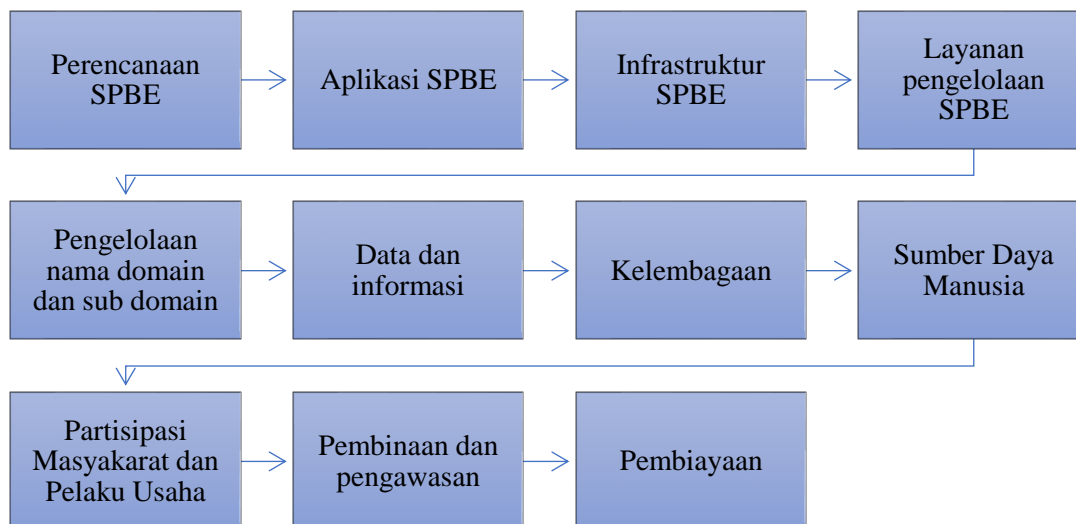 Perencanaan
SPBE
Aplikasi SPBE
Infrastruktur
SPBE
Layanan
pengelolaan
SPBE
Pengelolaan
nama domain
dan sub domain
Data dan
informasi
Kelembagaan
Sumber Daya
Manusia
Partisipasi
Masyakarat dan
Pelaku Usaha
Pembinaan dan
pengawasan
Pembiayaan